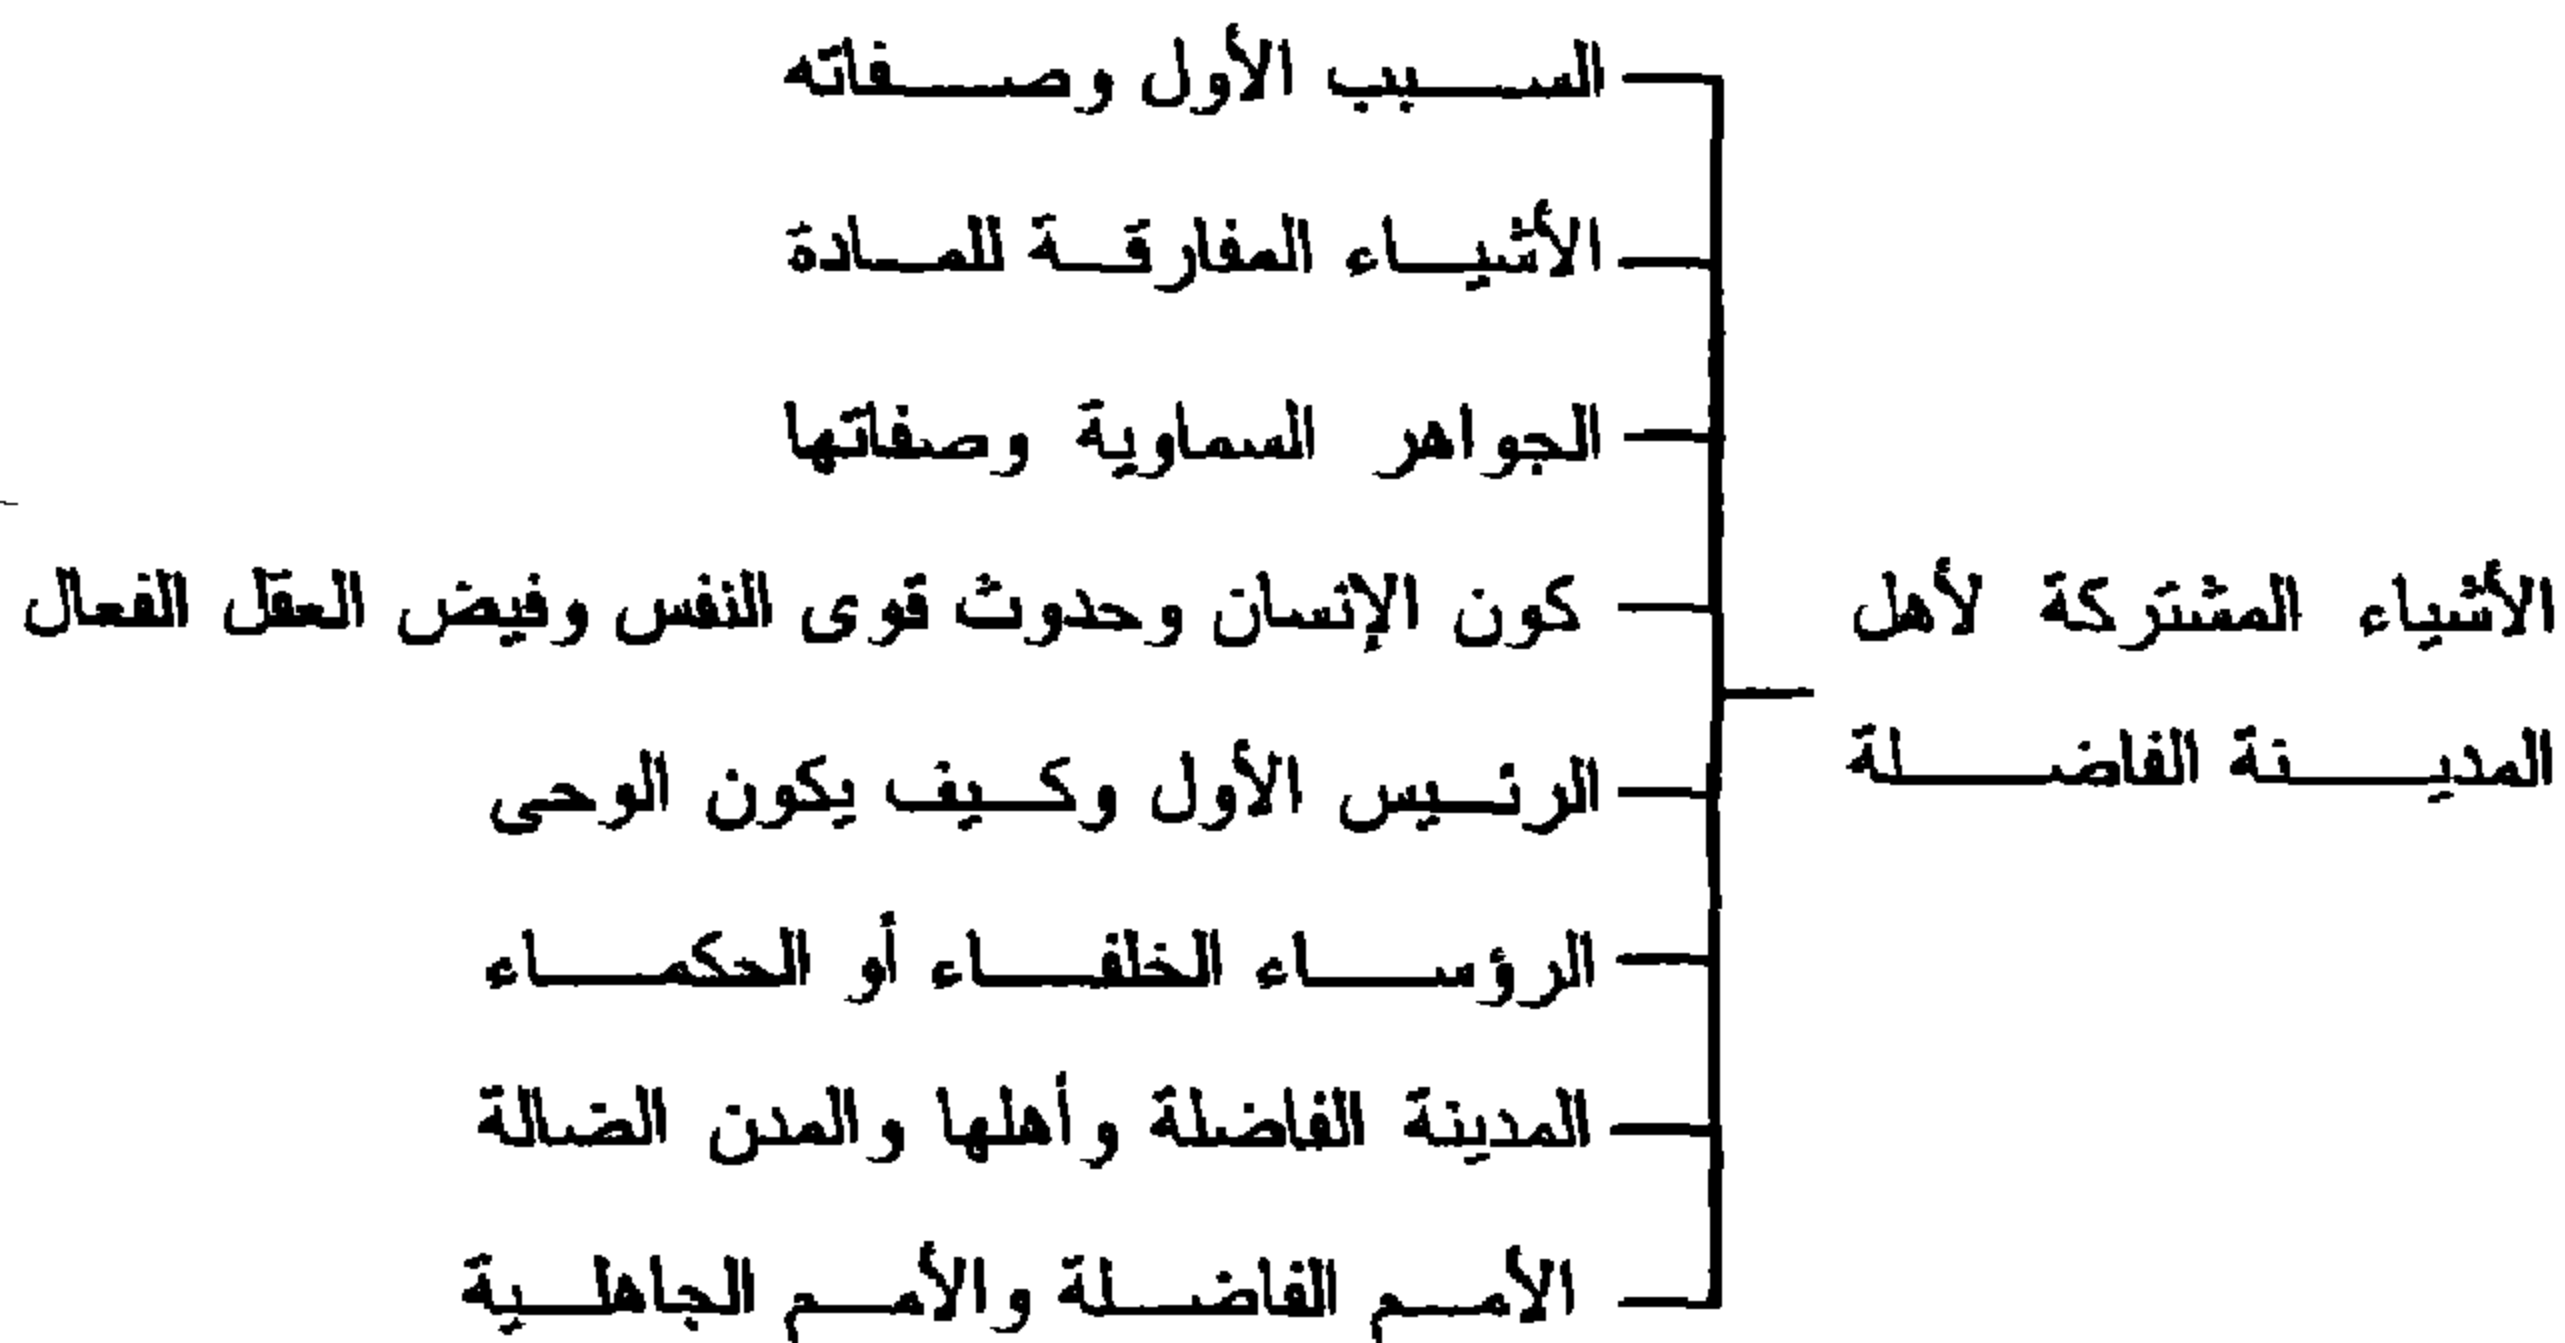 الأشياء المشتركة لأهل
المدينة الفاضلة
السبب الأول وصفاته
الأشياء المفارقة للمادة
الجواهر السماوية وصفاتها
كون الإنسان وحدوث قوى النفس وفيض العقل الفعال
الرئيس الأول وكيف يكون الوحى
الرؤساء الخلفاء أو الحكماء
المدينة الفاضلة وأهلها والمدن الضالة
الأمم الفاضلة والأمم الجاهلية